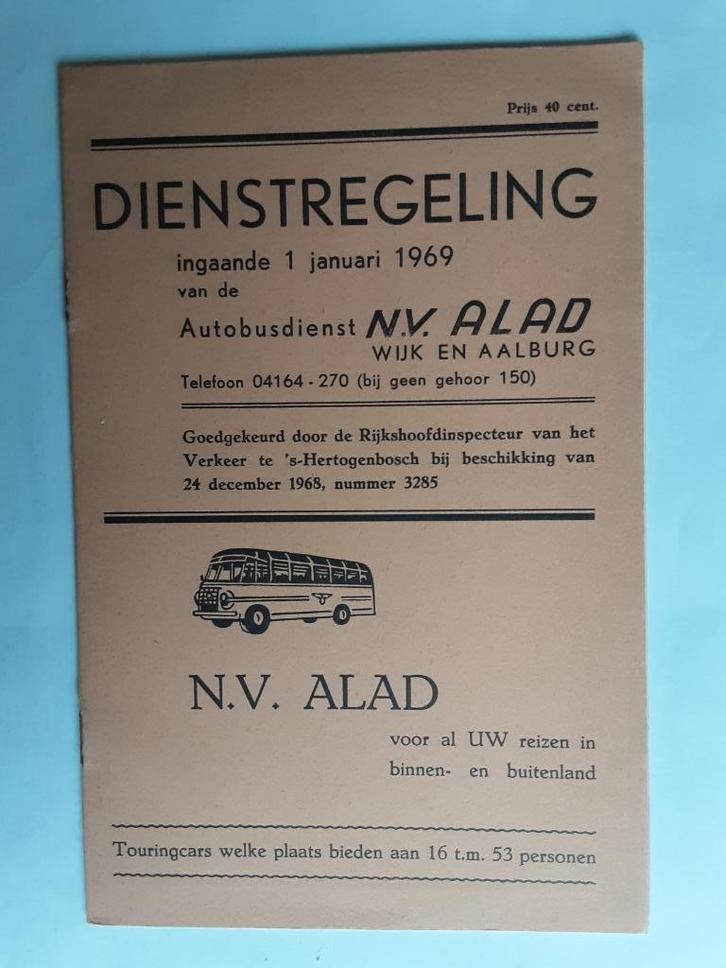 Prijs 40 cent.
DIENSTREGELING
ingaande 1 januari 1969
van de
Autobusdienst N.V. ALAD
WIJK EN AALBURG
Telefoon 04164 - 270 (bij geen gehoor 150)
Goedgekeurd door de Rijkshoofdinspecteur van het
Verkeer te 's-Hertogenbosch bij beschikking van
24 december 1968, nummer 3285
N.V. ALAD
voor al UW reizen in
binnen- en buitenland
Touringcars welke plaats bieden aan 16 t.m. 53 personen